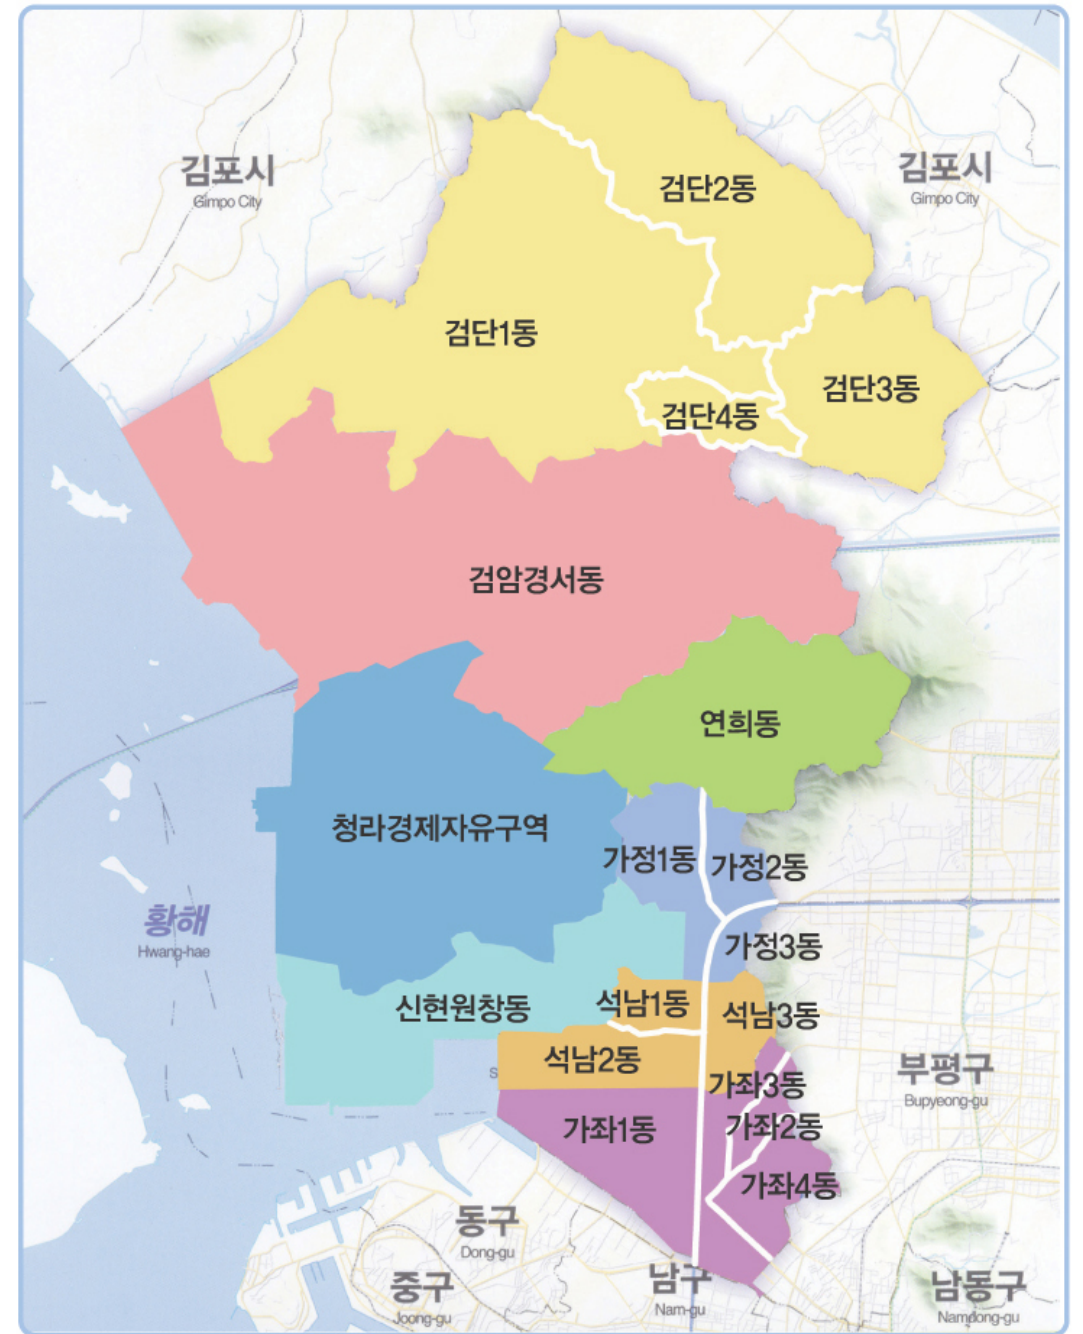 김포시
Gimpo City
김포시
Gimpo City
검단2동
검단1동
검단3동
검단4동
검암경서동
연희동
청라경제자유구역
가정1동
가정2동
황해
Hwang-hae
가정3동
신현원창동
석남1동
석남3동
석남2동
S
부평구
Bupyeong-gu
가좌3동
가좌1동
가좌2동
가좌4동
동구
Dong-gu
중구
Joong-gu
남구
Nam-gu
남동구
Namdong-gu